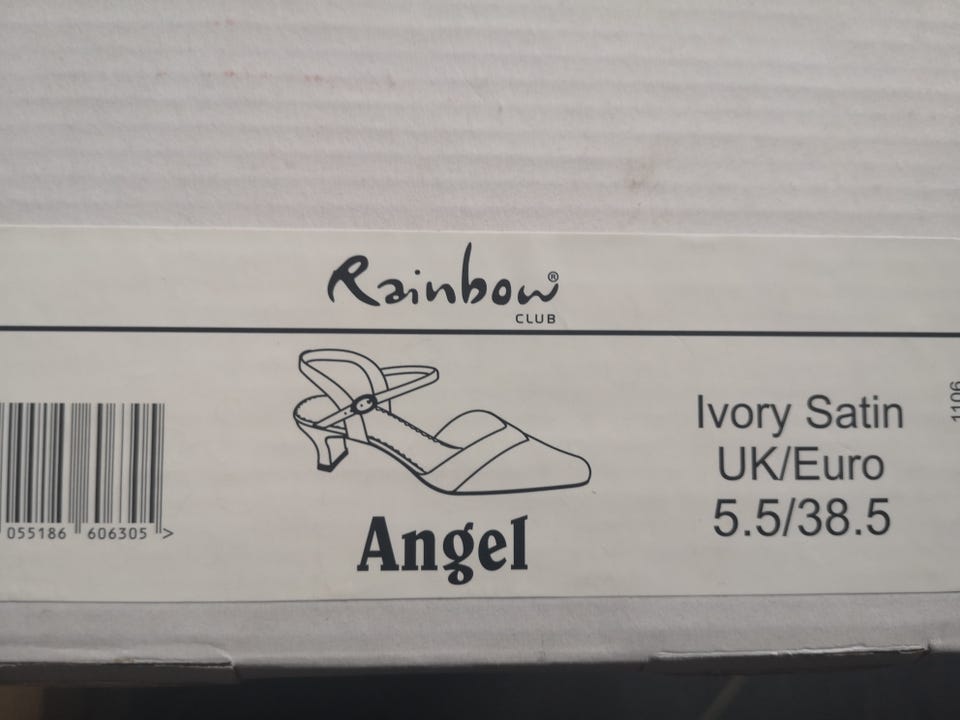 Rainbow®
CLUB
055186 606305 >
Angel
Ivory Satin
UK/Euro
5.5/38.5
1106